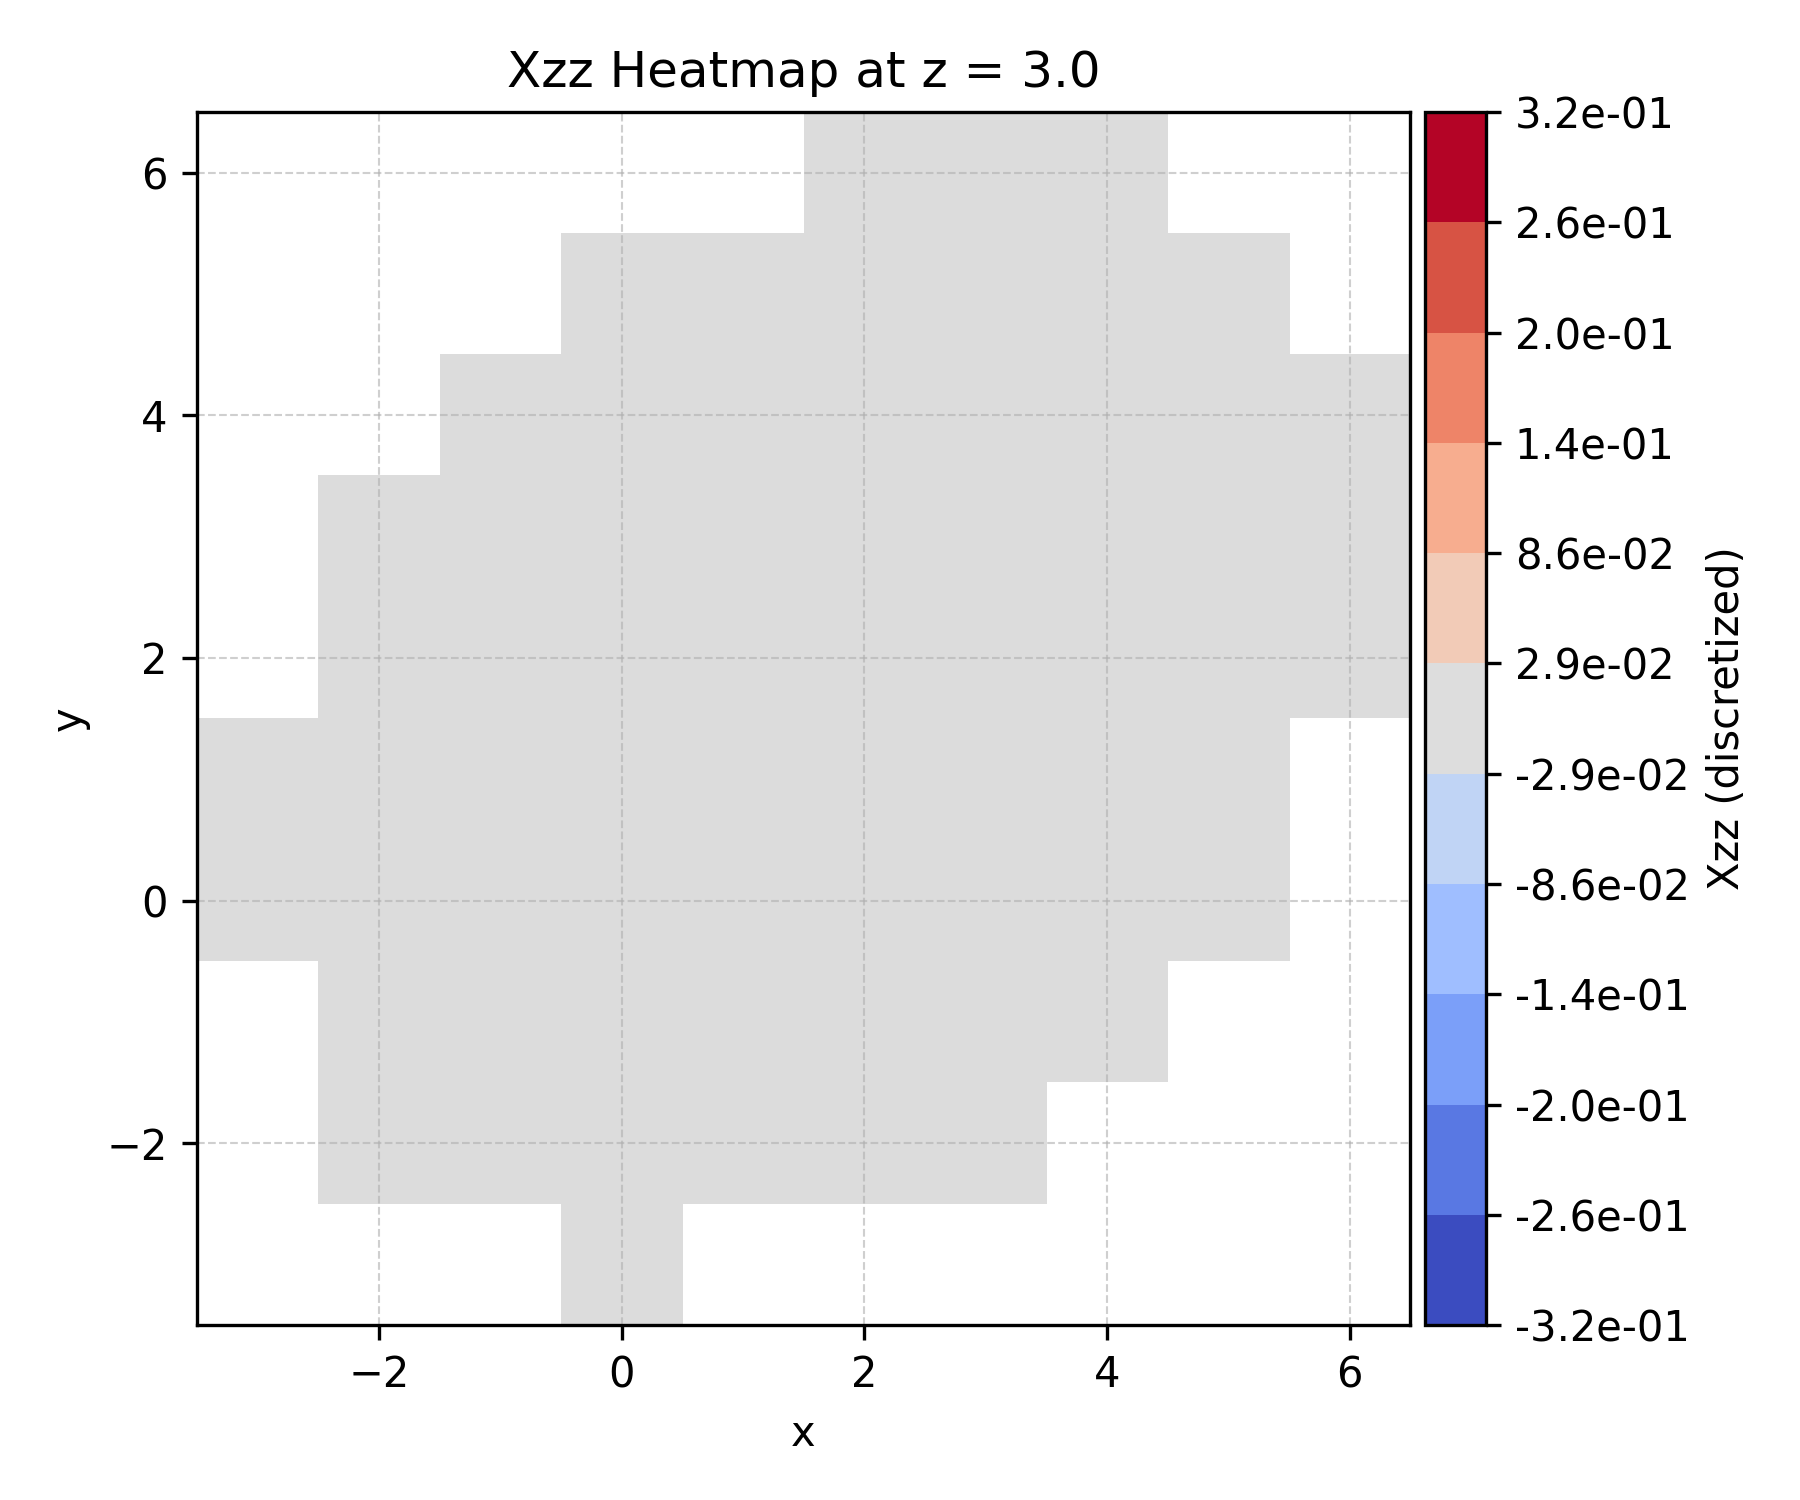 Xzz Heatmap at z = 3.0
6
4
2
0
−2
y
−2
0
2
4
6
x
3.2e-01
2.6e-01
2.0e-01
1.4e-01
8.6e-02
2.9e-02
-2.9e-02
-8.6e-02
-1.4e-01
-2.0e-01
-2.6e-01
-3.2e-01
Xzz (discretized)